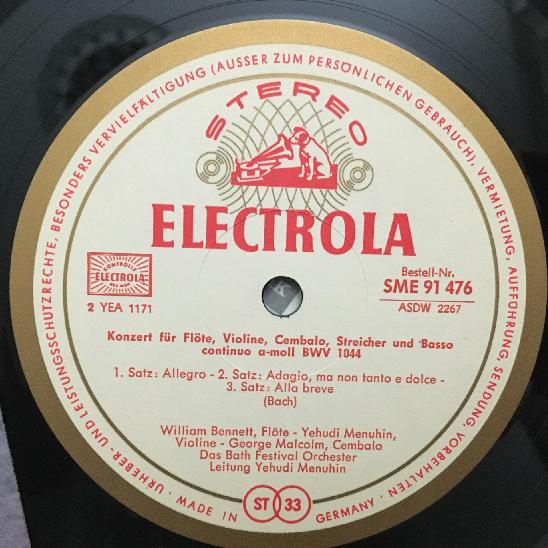 URHEBER- UND LEISTUNGSSCHUTZRECHTE, BESONDERS VERVIELFÄLTIGUNG (AUSSER ZUM PERSÖNLICHEN GEBRAUCH), VERMIETUNG, AUFFÜHRUNG, SENDUNG, VORBEHALTEN ·
STEREO
ELECTROLA
KONTROLLE
ELECTROLA
2 YEA 1171
Bestell-Nr.
SME 91 476
ASDW 2267
Konzert für Flöte, Violine, Cembalo, Streicher und Basso
continuo a-moll BWV 1044
1. Satz: Allegro - 2. Satz: Adagio, ma non tanto e dolce -
3. Satz: Alla breve
(Bach)
William Bennett, Flöte - Yehudi Menuhin,
Violine - George Malcolm, Cembalo
Das Bath Festival Orchester
Leitung Yehudi Menuhin
· MADE IN GERMANY ·
ST 33